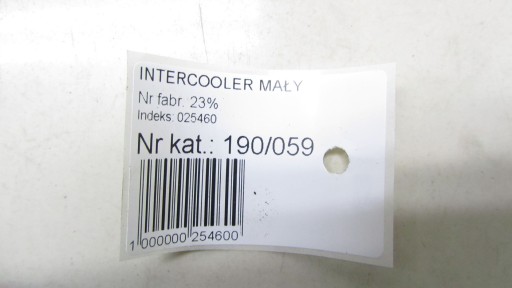 INTERCOOLER MAŁY
Nr fabr. 23%
Indeks: 025460
Nr kat.: 190/059
1 000000 254600